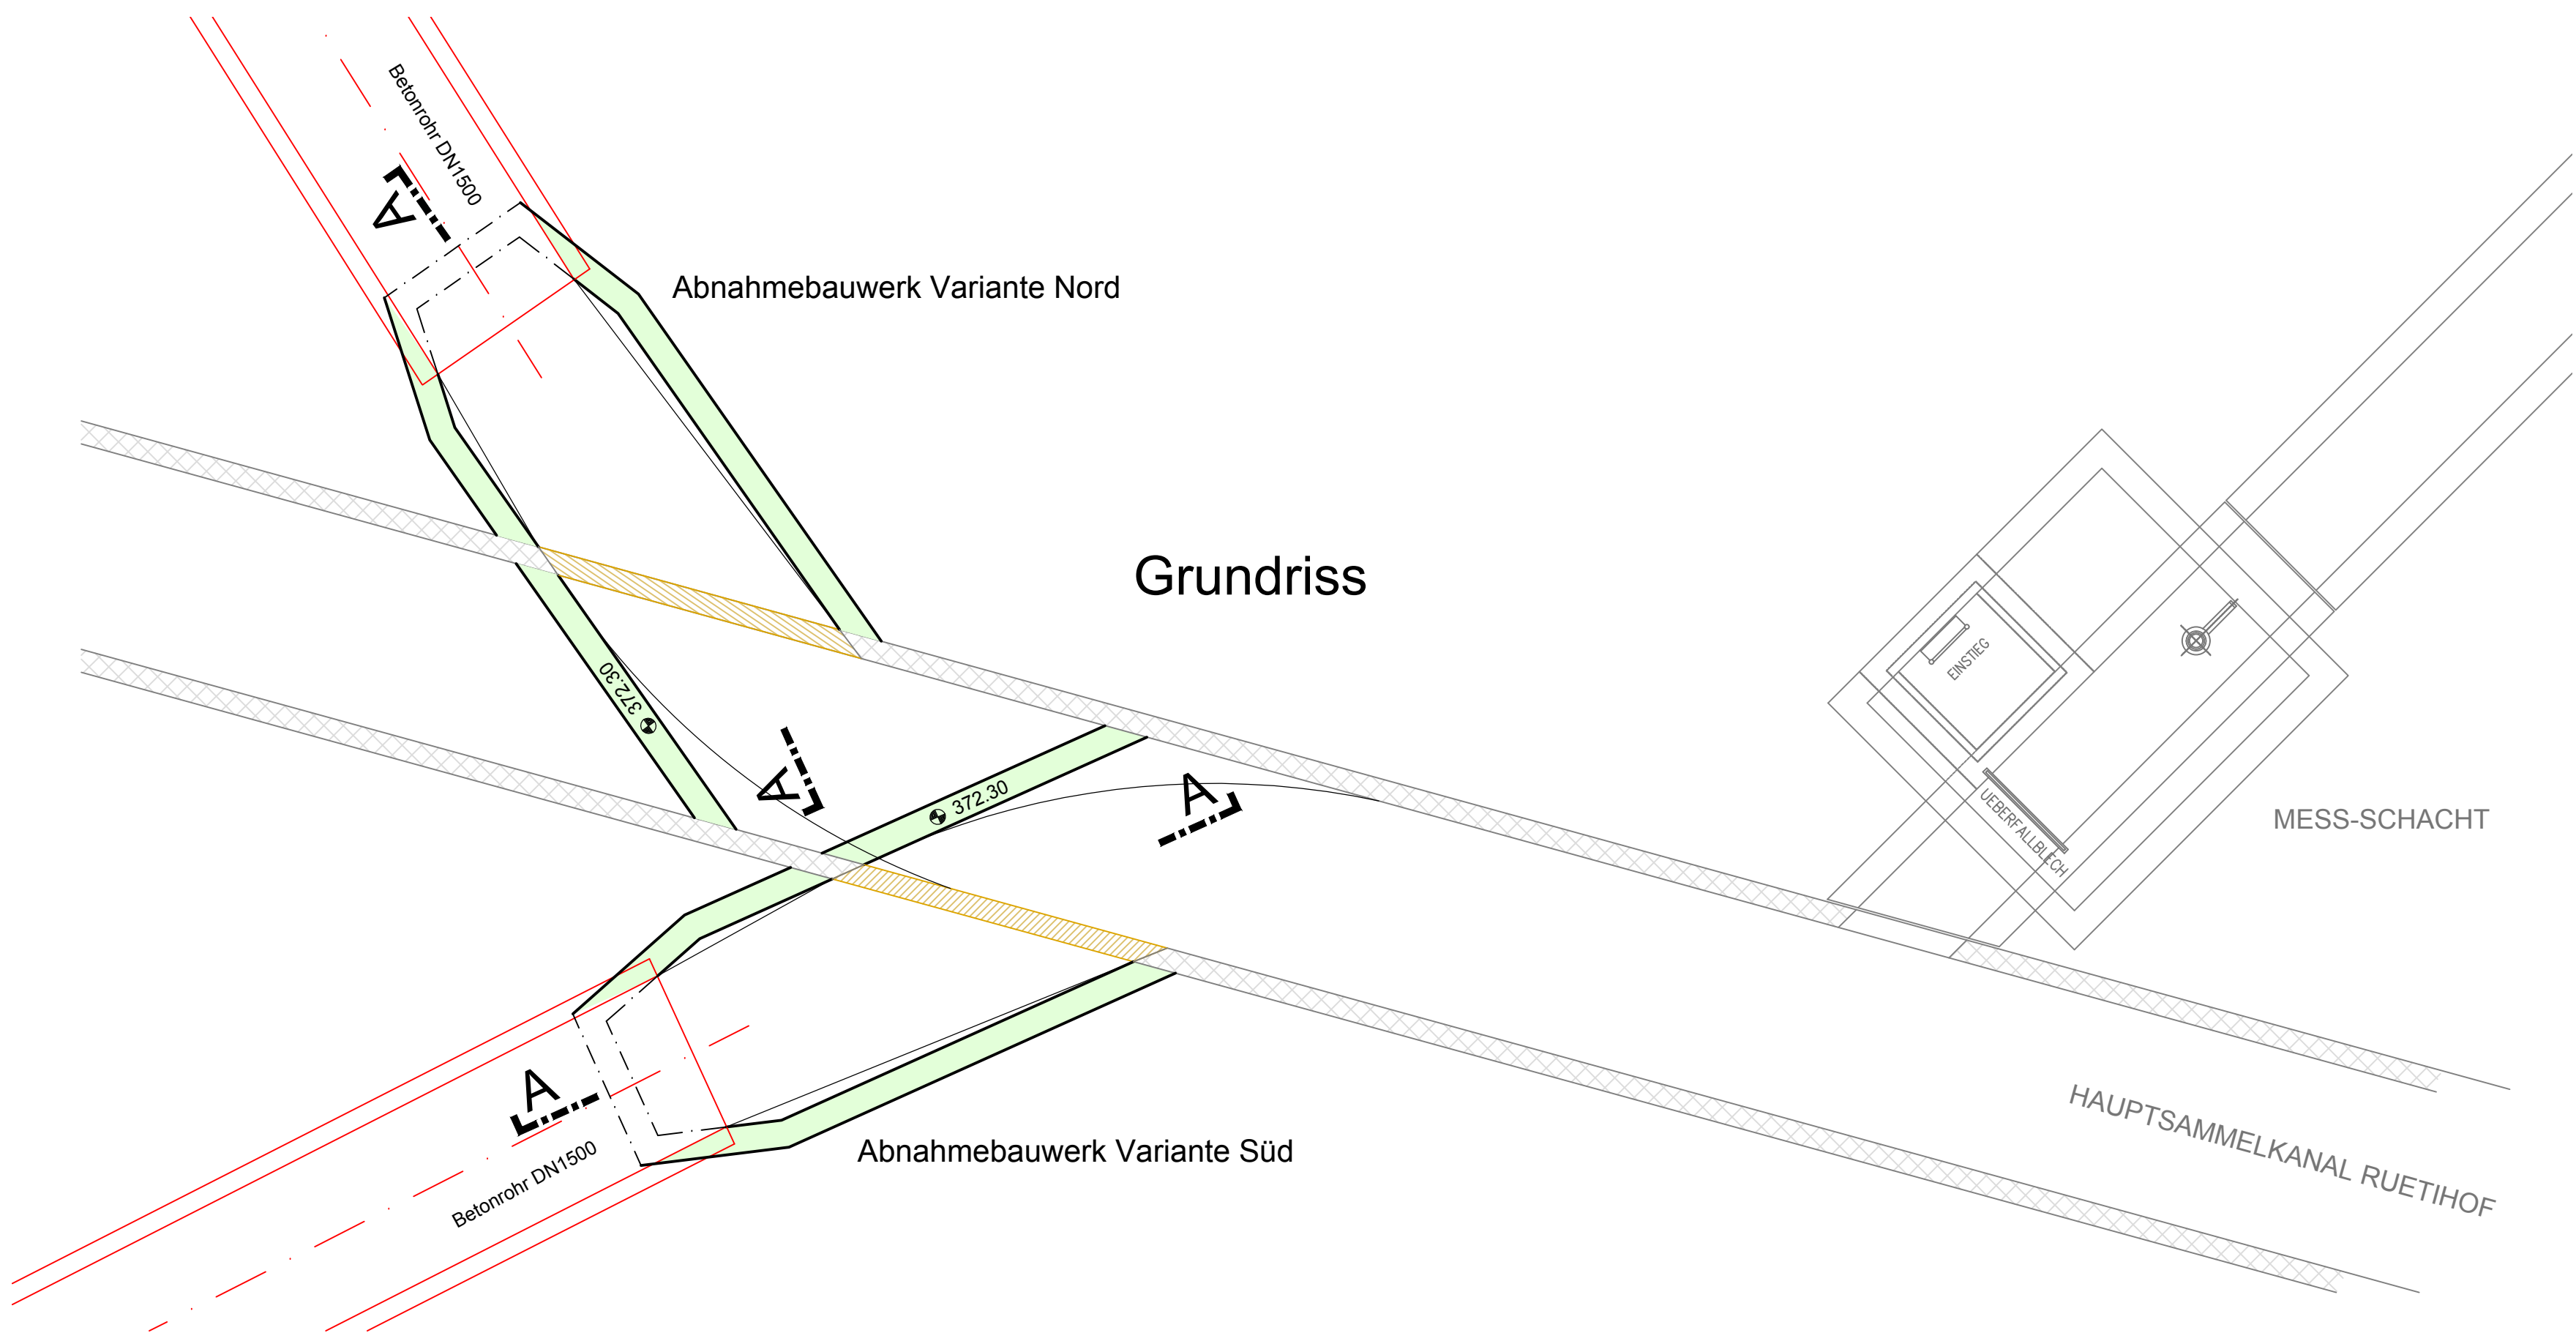 Betonrohr DN1500
A
Abnahmebauwerk Variante Nord
Grundriss
EINSTIEG
372.30
A
372.30
A
UEBERFALLBLECH
MESS-SCHACHT
A
Betonrohr DN1500
Abnahmebauwerk Variante Süd
HAUPTSAMMELKANAL RUETIHOF